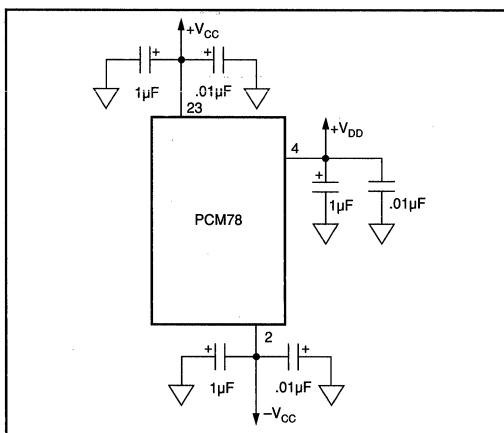 +VCC
+ +
1µF .01µF
23
4
+VDD
PCM78
+
1µF .01µF
2
+ +
1µF .01µF
−VCC